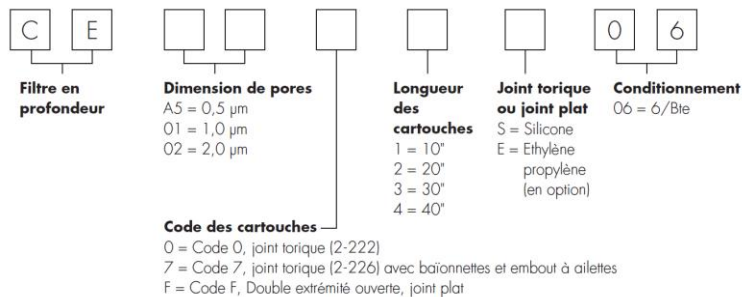 C E 0 6
Filtre en profondeur
Dimension de pores
A5 = 0,5 µm
01 = 1,0 µm
02 = 2,0 µm
Longueur des cartouches
1 = 10"
2 = 20"
3 = 30"
4 = 40"
Joint torique ou joint plat
S = Silicone
E = Ethylène propylène (en option)
Conditionnement
06 = 6/Bte
Code des cartouches
0 = Code 0, joint torique (2-222)
7 = Code 7, joint torique (2-226) avec baïonnettes et embout à ailettes
F = Code F, Double extrémité ouverte, joint plat